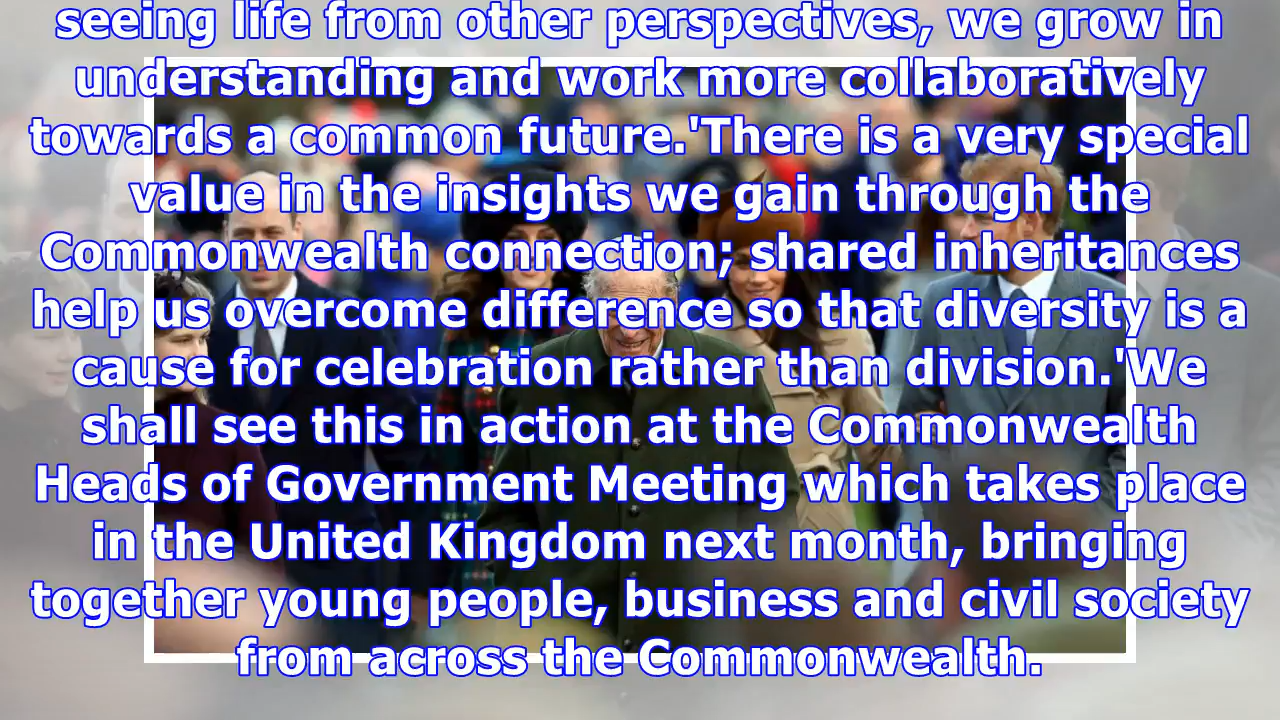 seeing life from other perspectives, we grow in
understanding and work more collaboratively
towards a common future.'There is a very special
value in the insights we gain through the
Commonwealth connection; shared inheritances
help us overcome difference so that diversity is a
cause for celebration rather than division.'We
shall see this in action at the Commonwealth
Heads of Government Meeting which takes place
in the United Kingdom next month, bringing
together young people, business and civil society
from across the Commonwealth.